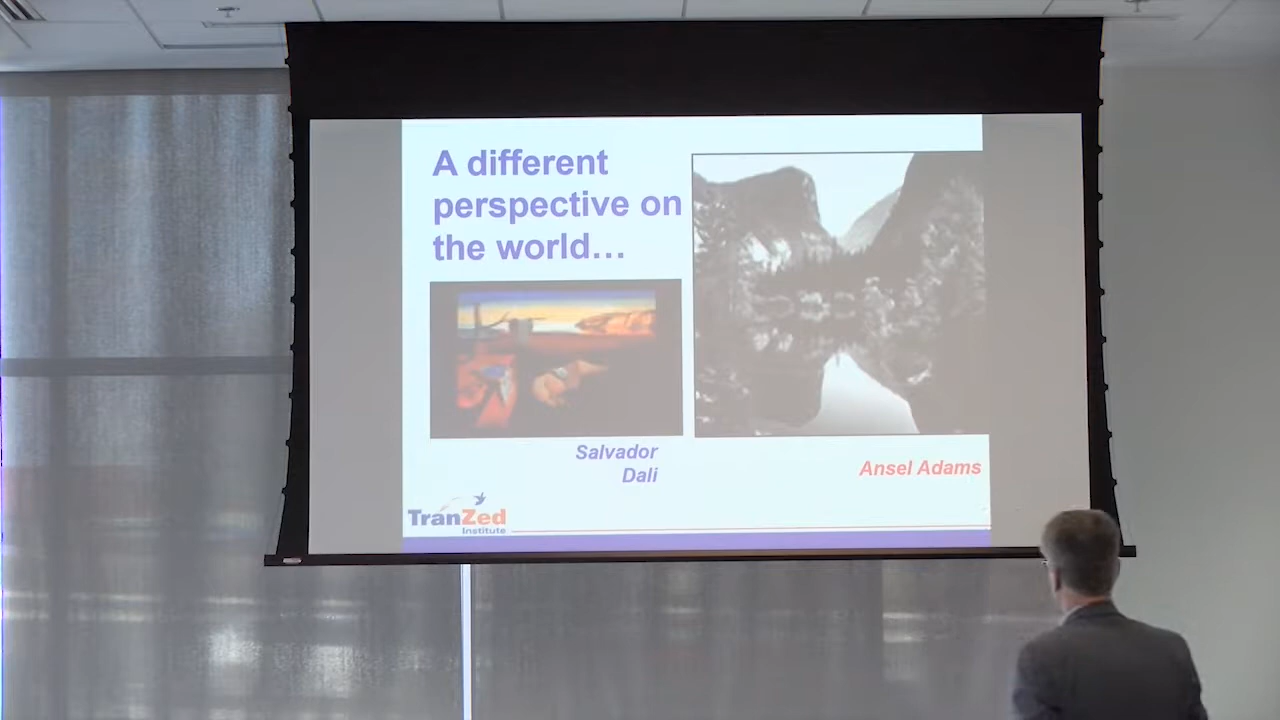 A different
perspective on
the world…
Salvador
Dali
Ansel Adams
TranZed
Institute